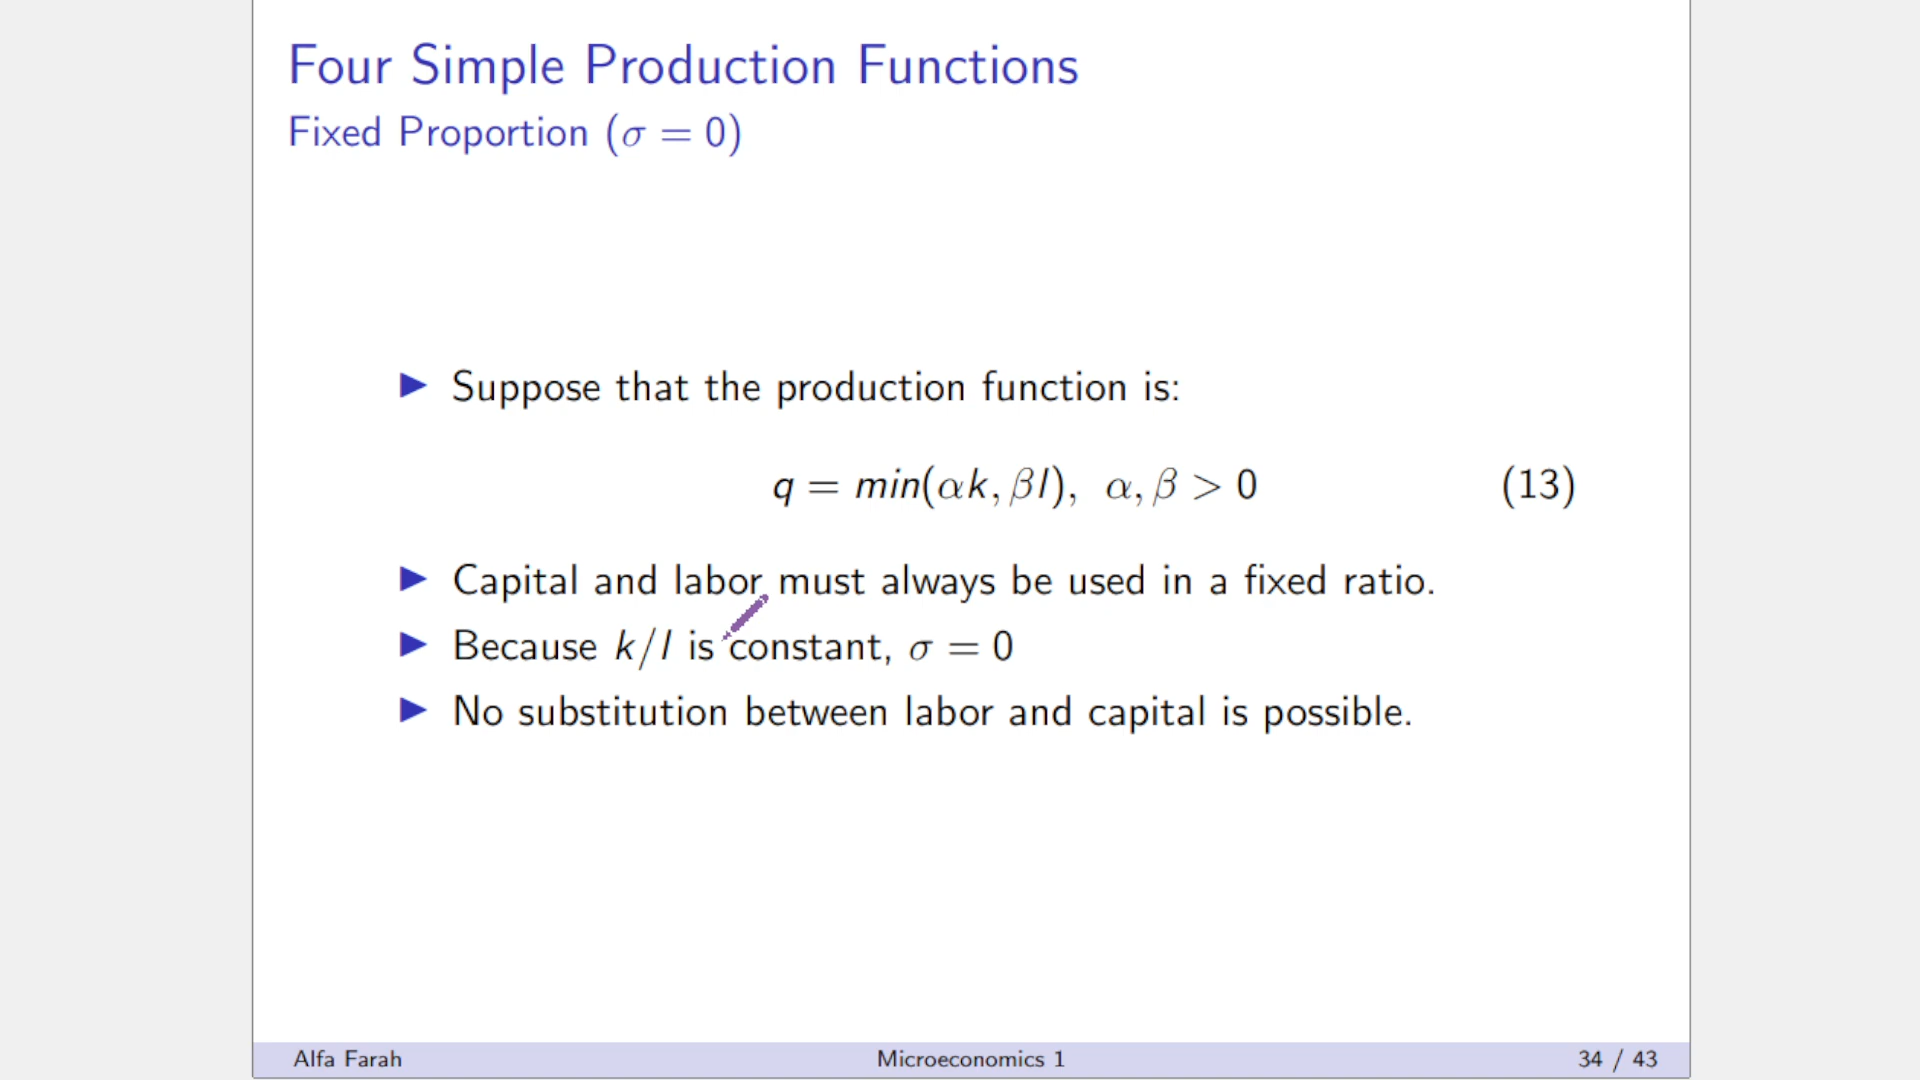 Four Simple Production Functions
Fixed Proportion (σ = 0)
▶ Suppose that the production function is:
q = min(αk, βl), α, β > 0 (13)
▶ Capital and labor must always be used in a fixed ratio.
▶ Because k/l is constant, σ = 0
▶ No substitution between labor and capital is possible.
Alfa Farah Microeconomics 1 34 / 43